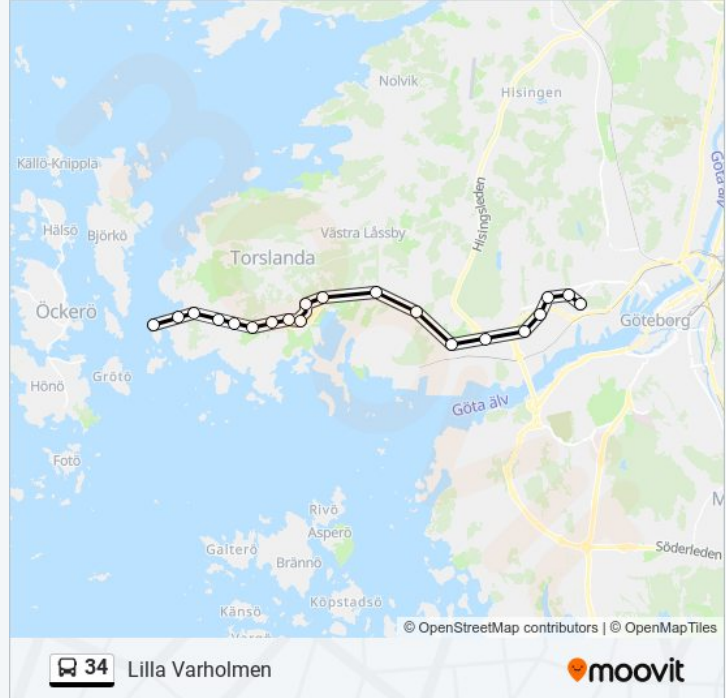 Nolvik
Hisingen
Källö-Knippla
Göta älv
Hisingsleden
Hälsö
Björkö
Västra Låssby
Torslanda
Öckerö
Göteborg
Grötö
Hönö
Göta älv
Fotö
Rivö
Asperö
Galterö
Brännö
Söderleden
Känsö
Köpstadsö
© OpenStreetMap contributors | © OpenMapTiles
34 Lilla Varholmen
moovit